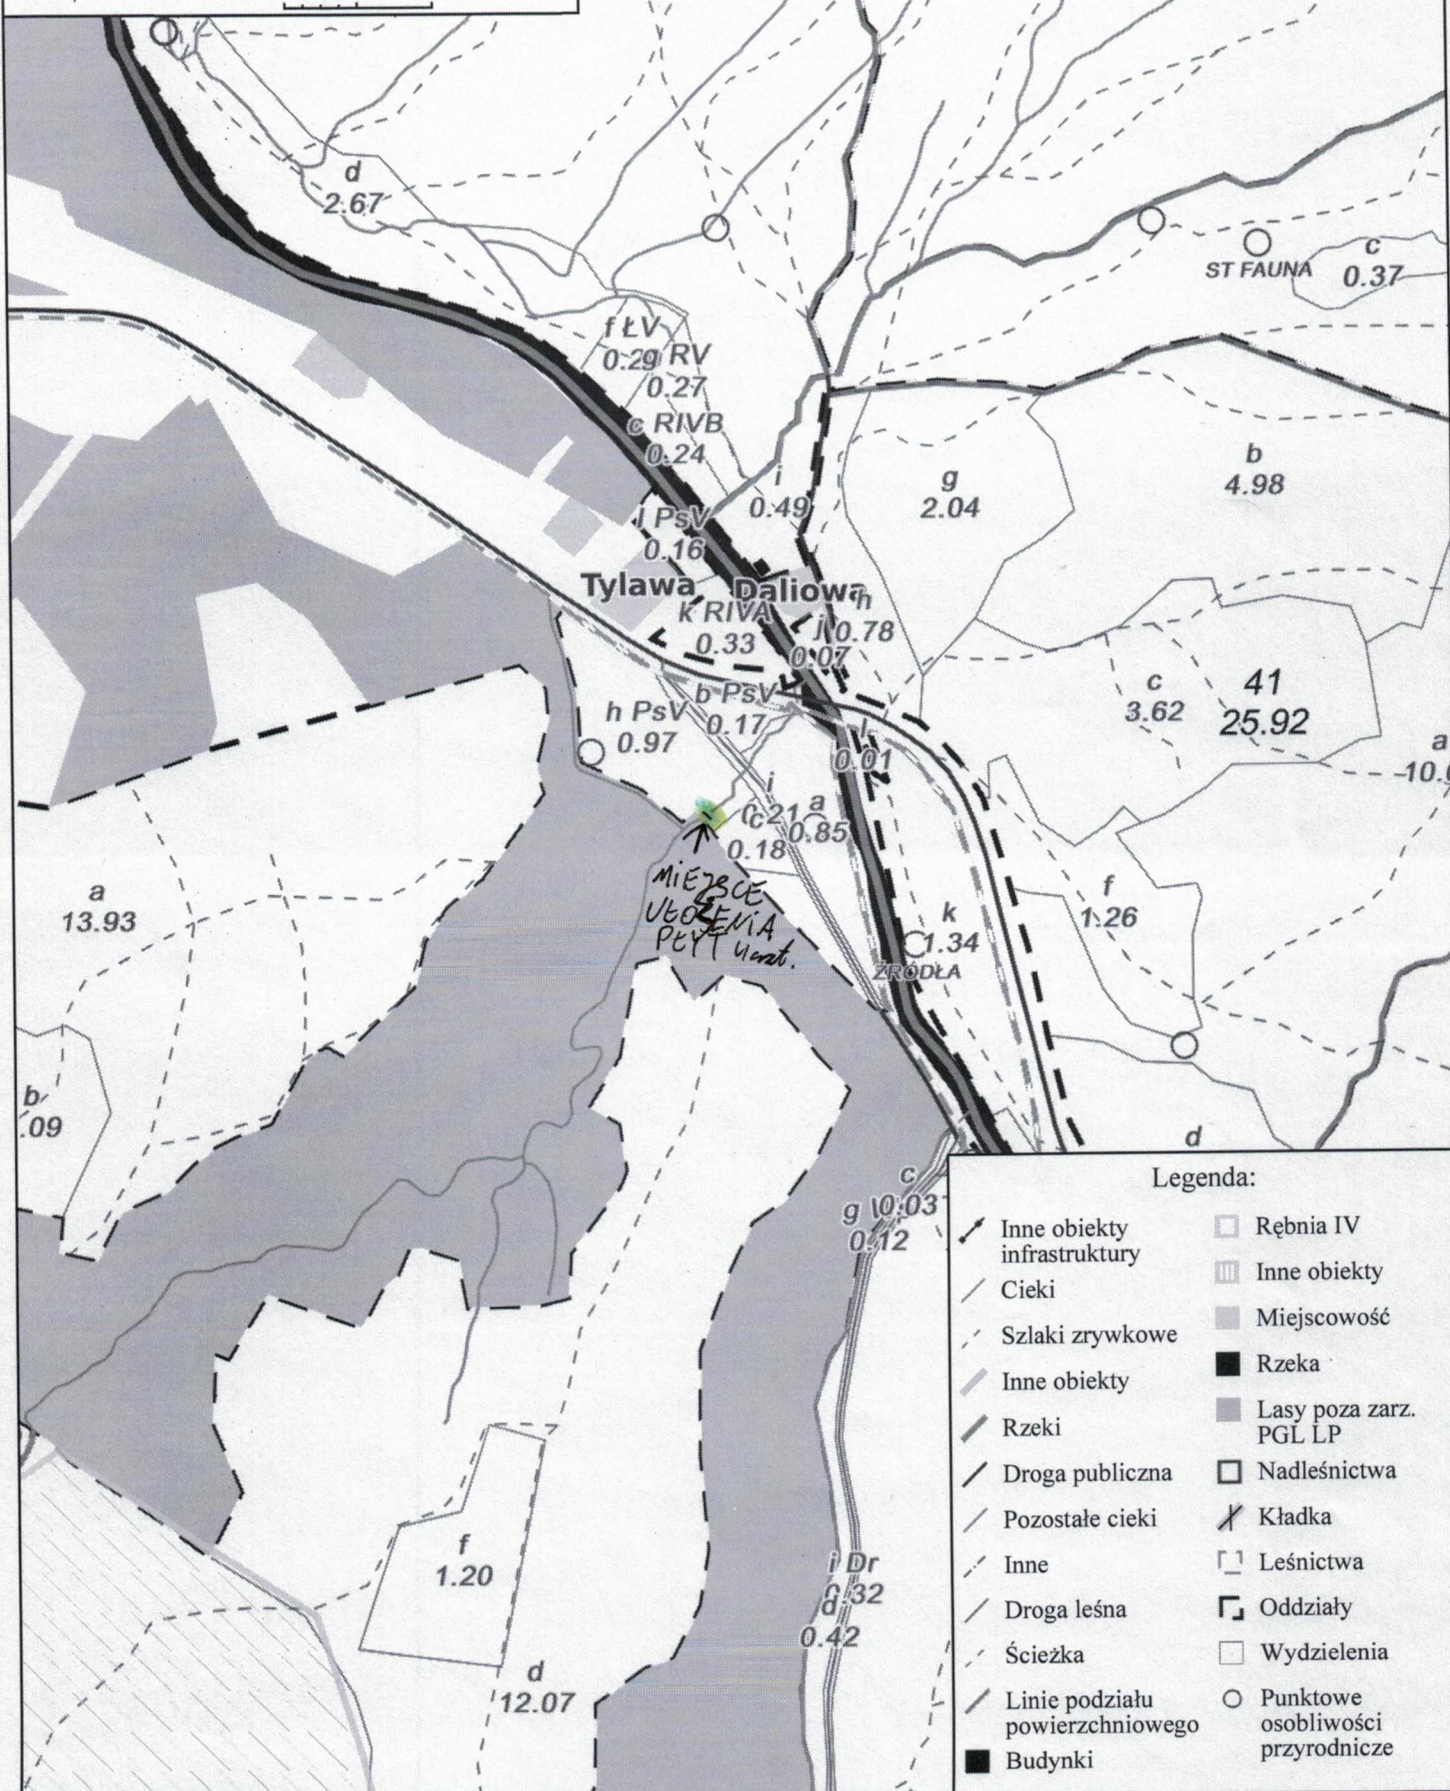 d
2.67
ST FAUNA
c
0.37
f ŁV
g RV
0.27
c RIVB
0.24
i
0.49
g
2.04
b
4.98
l PsV
0.16
Tylawa
Daliowa
k RIVA
0.33
h
0.78
j
0.07
b PsV
0.17
h PsV
0.97
c
3.62
41
25.92
l
0.01
a
i
0.21
a
0.85
c
0.18
MIEJSCE
UŁOŻENIA
PŁYT
a
13.93
f
1.26
k
1.34
ŹRÓDŁA
b
.09
d
c
0.03
g
0.12
f
1.20
i Dr
0.32
d
0.42
d
12.07
Legenda:
Inne obiekty
infrastruktury
Cieki
Szlaki zrywkowe
Inne obiekty
Rzeki
Droga publiczna
Pozostałe cieki
Inne
Droga leśna
Ścieżka
Linie podziału
powierzchniowego
Budynki
Rębnia IV
Inne obiekty
Miejscowość
Rzeka
Lasy poza zarz.
PGL LP
Nadleśnictwa
Kładka
Leśnictwa
Oddziały
Wydzielenia
Punktowe
osobliwości
przyrodnicze